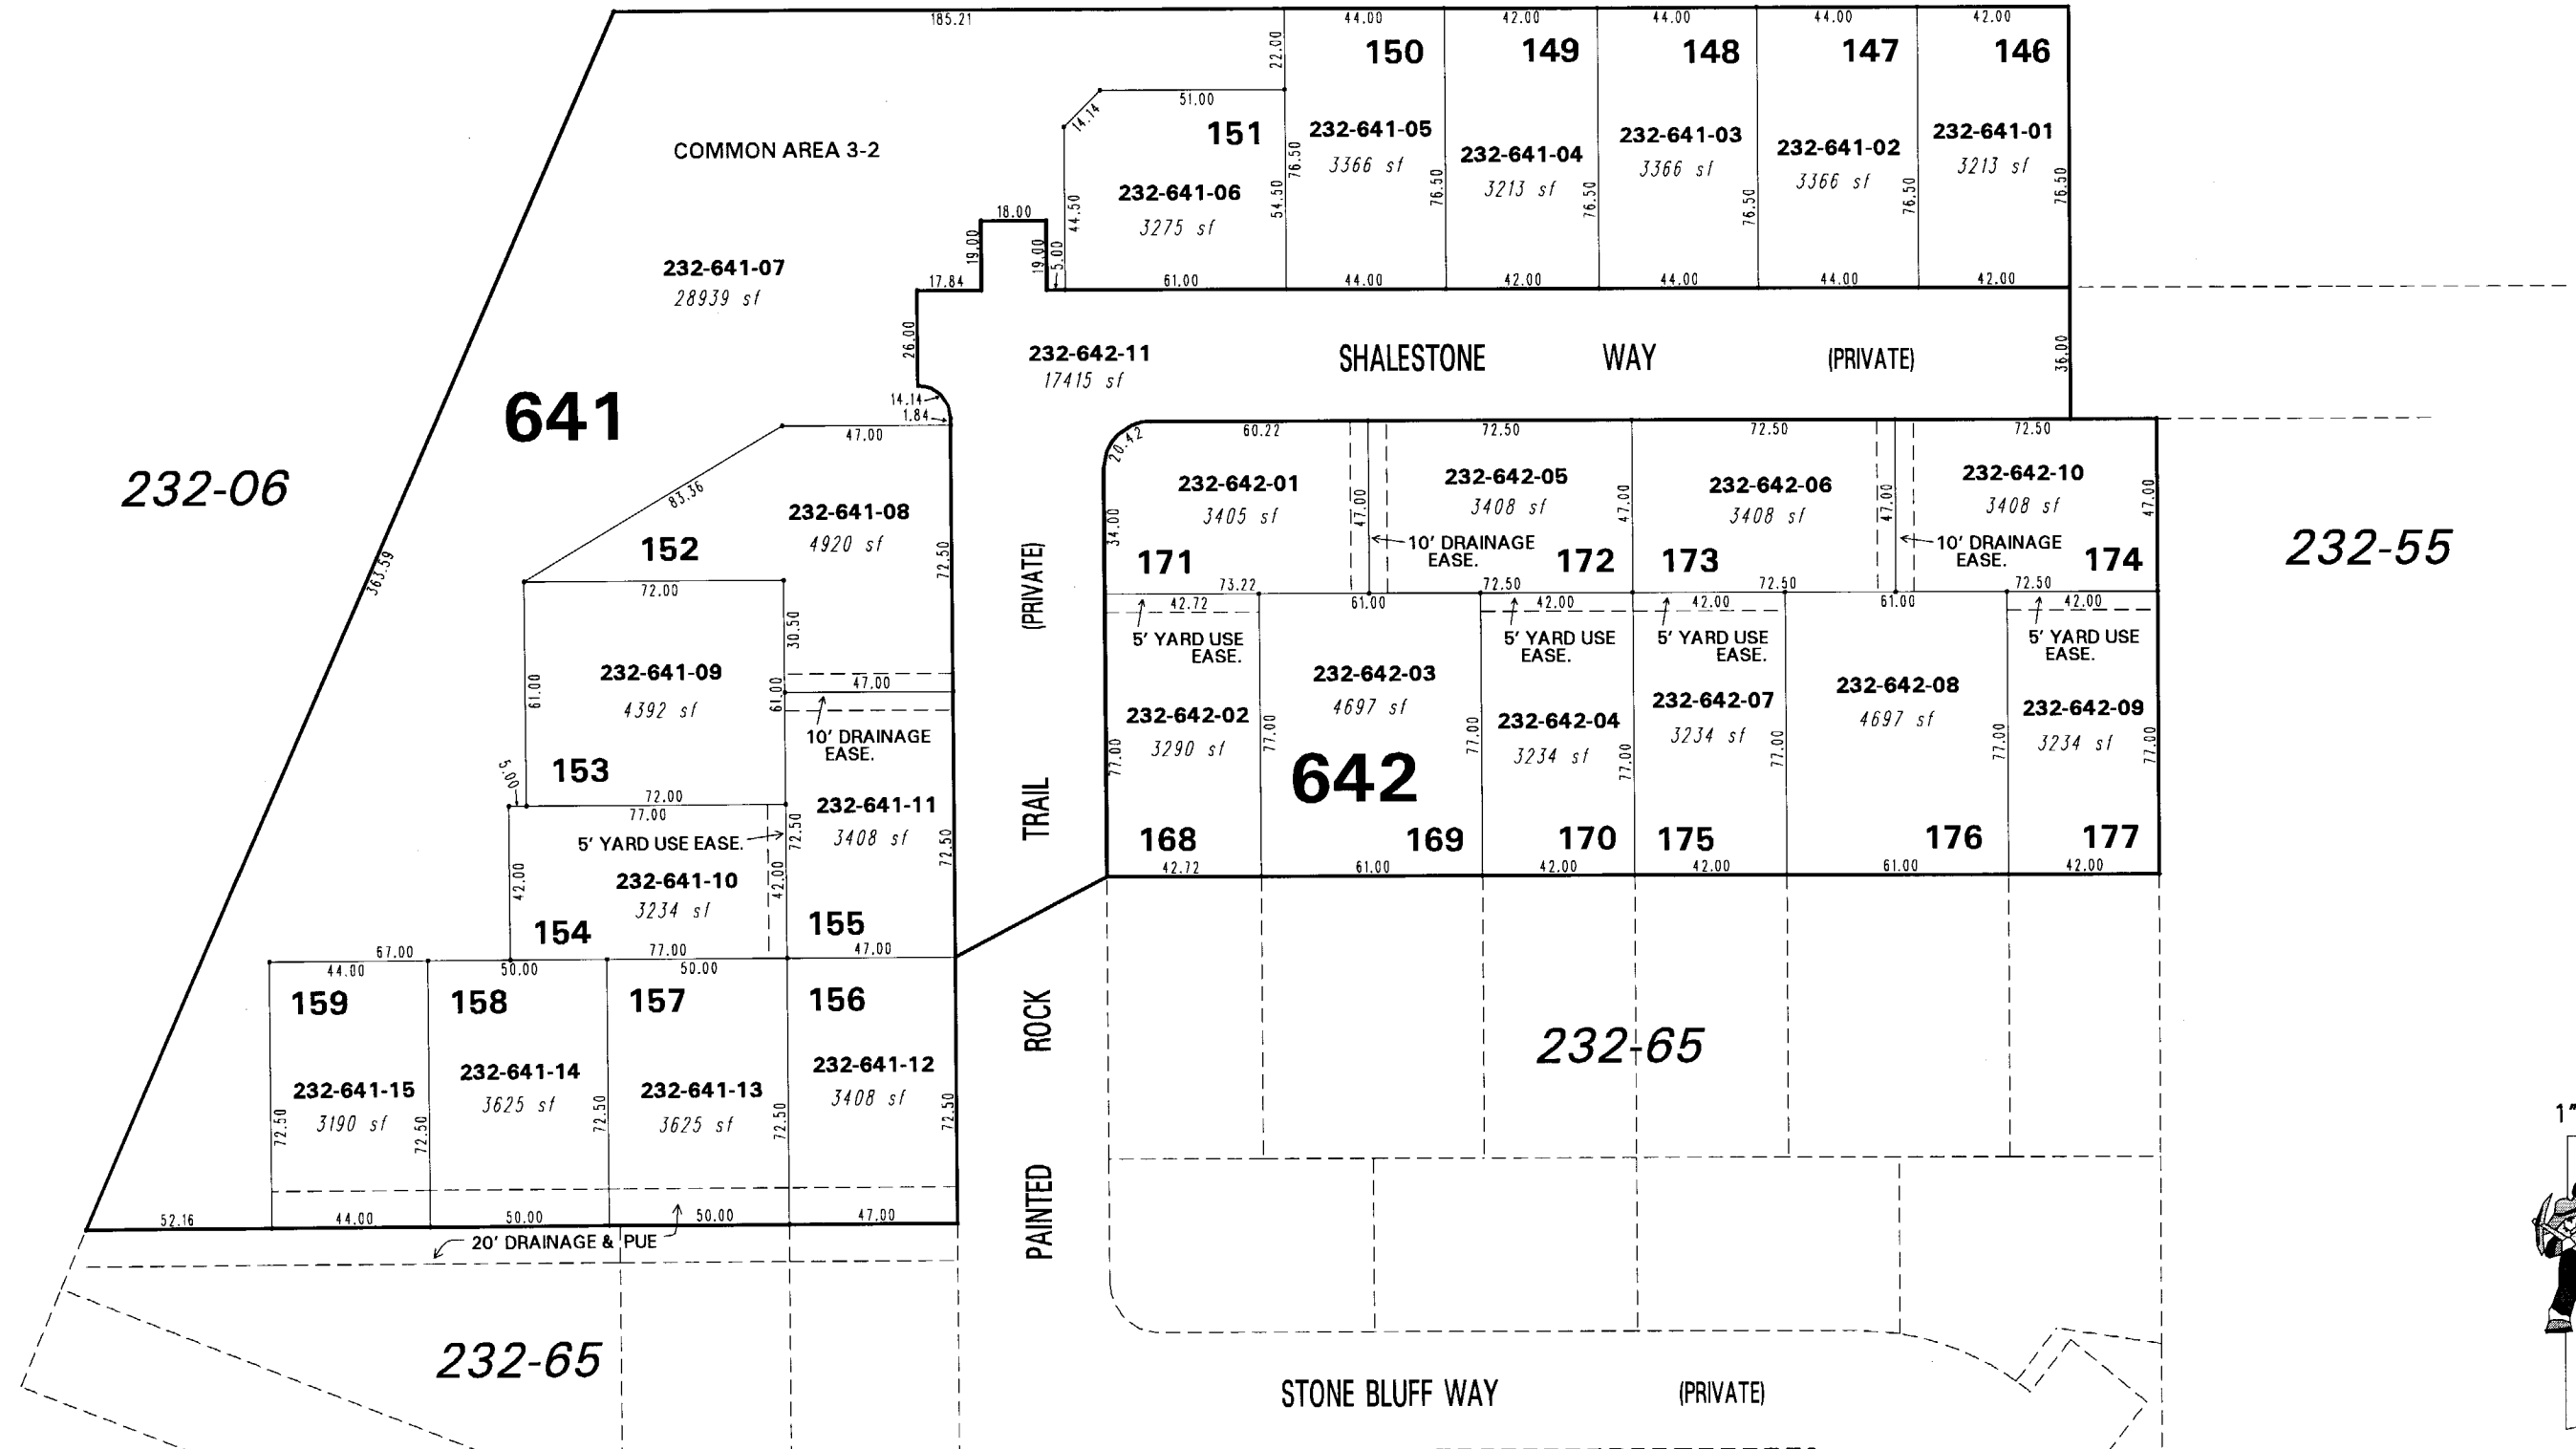 185.21
44.00 42.00 44.00 44.00 42.00
22.00
150 149 148 147 146
51.00
14.14
151
232-641-05
3366 sf
232-641-04
3213 sf
232-641-03
3366 sf
232-641-02
3366 sf
232-641-01
3213 sf
COMMON AREA 3-2
232-641-06
3275 sf
44.50
54.50
76.50
76.50
76.50
76.50
76.50
76.50
18.00
19.00
19.00
5.00
232-641-07
28939 sf
17.84
61.00 44.00 42.00 44.00 44.00 42.00
26.00
232-642-11
17415 sf
SHALESTONE WAY (PRIVATE)
36.00
641
14.14
1.84
47.00
232-06
363.59
83.36
232-641-08
4920 sf
152
72.50
72.00
30.50
20.42
60.22 72.50 72.50 72.50
232-642-01
3405 sf
232-642-05
3408 sf
232-642-06
3408 sf
232-642-10
3408 sf
34.00
47.00
47.00
47.00
47.00
10' DRAINAGE
EASE.
10' DRAINAGE
EASE.
171 172 173 174
232-55
73.22 72.50 72.50 72.50
42.72 61.00 42.00 42.00 61.00 42.00
5' YARD USE
EASE.
5' YARD USE
EASE.
5' YARD USE
EASE.
5' YARD USE
EASE.
(PRIVATE)
232-641-09
4392 sf
61.00
61.00
47.00
10' DRAINAGE
EASE.
153
5.00
72.00
77.00
232-641-11
3408 sf
72.50
72.50
5' YARD USE EASE.
232-641-10
3234 sf
42.00
42.00
154
155
232-642-02
3290 sf
232-642-03
4697 sf
232-642-04
3234 sf
232-642-07
3234 sf
232-642-08
4697 sf
232-642-09
3234 sf
77.00
77.00
77.00
77.00
77.00
77.00
77.00
642
TRAIL
168 169 170 175 176 177
42.72 61.00 42.00 42.00 61.00 42.00
67.00 77.00 47.00
44.00 50.00 50.00
159 158 157 156
232-641-15
3190 sf
232-641-14
3625 sf
232-641-13
3625 sf
232-641-12
3408 sf
72.50
72.50
72.50
72.50
72.50
ROCK
232-65
PAINTED
1"
52.16 44.00 50.00 50.00 47.00
20' DRAINAGE & PUE
232-65
STONE BLUFF WAY (PRIVATE)